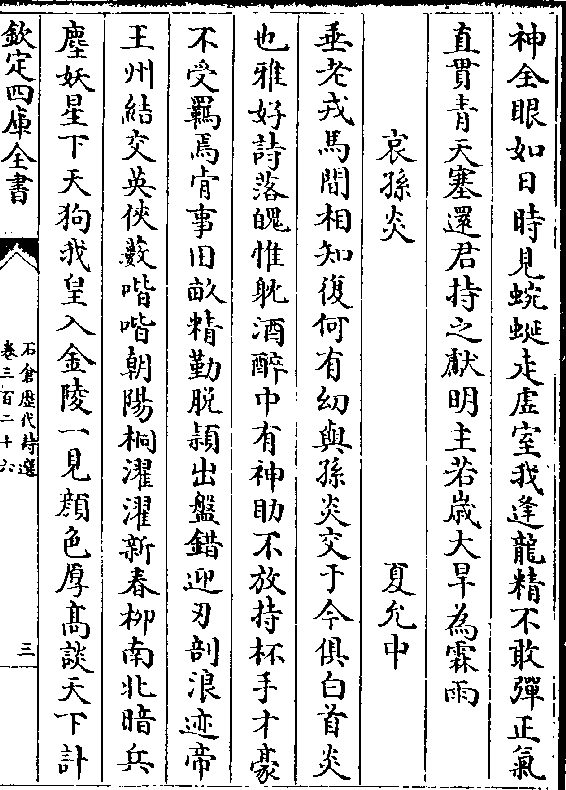 神全眼如日時見蜿蜒走虛室我逢龍精不敢彈正氣
直貫青天塞還君持之獻明主若歲大旱為霖雨
哀孫炎　夏允中
垂老戎馬間相知復何有幼與孫炎交于今俱白首炎
也雅好詩落魄惟躭酒醉中有神助不放持杯手才豪
不受羈焉肯事田畝精勤脫頴出盤錯迎刃剖浪迹帝
王州結交英俠藪喈喈朝陽桐濯濯新春柳南北暗兵
塵妖星下天狗我皇入金陵一見顔色厚髙談天下計
欽定四庫全書
石倉歷代詩選
卷三百二十六
三